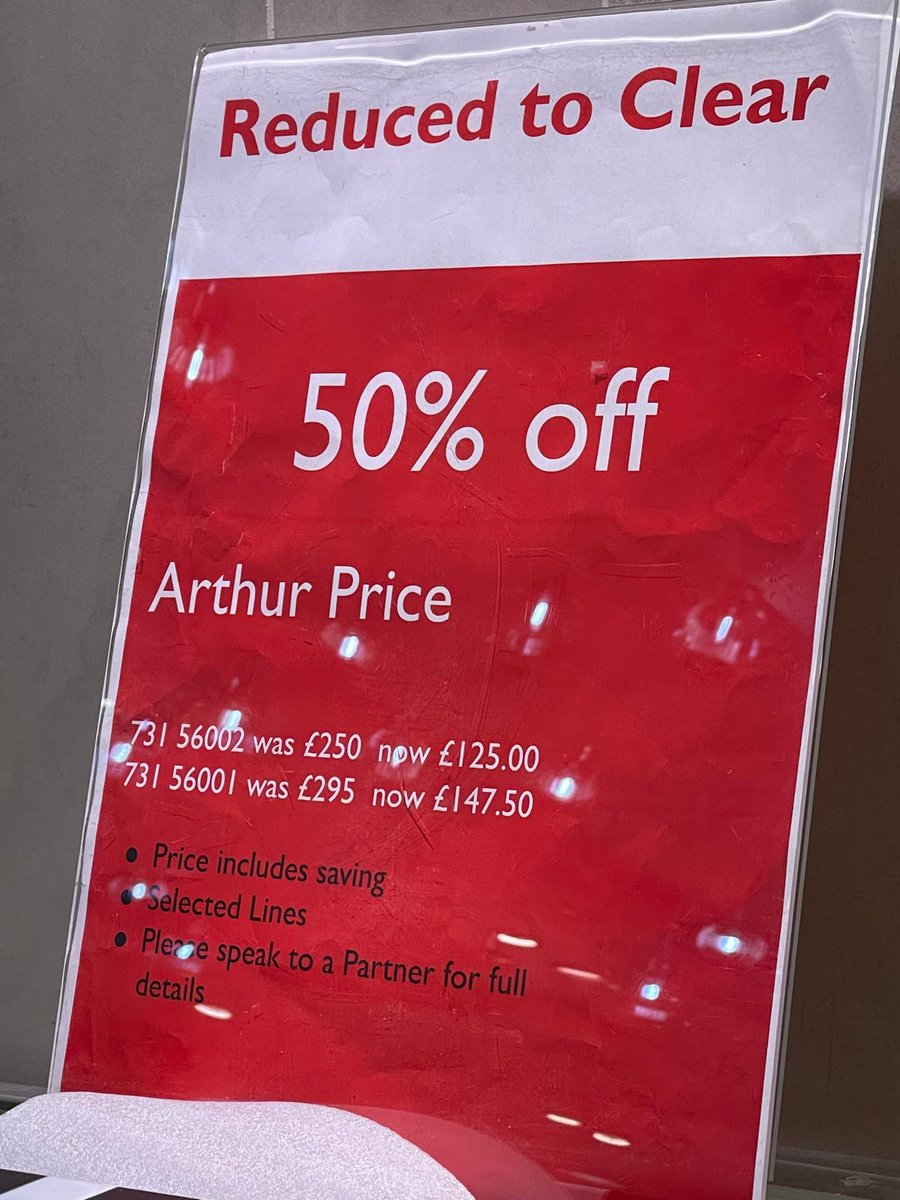 Reduced to Clear
50% off
Arthur Price
731 56002 was £250 now £125.00
731 56001 was £295 now £147.50
● Price includes saving
● Selected Lines
● Please speak to a Partner for full
details